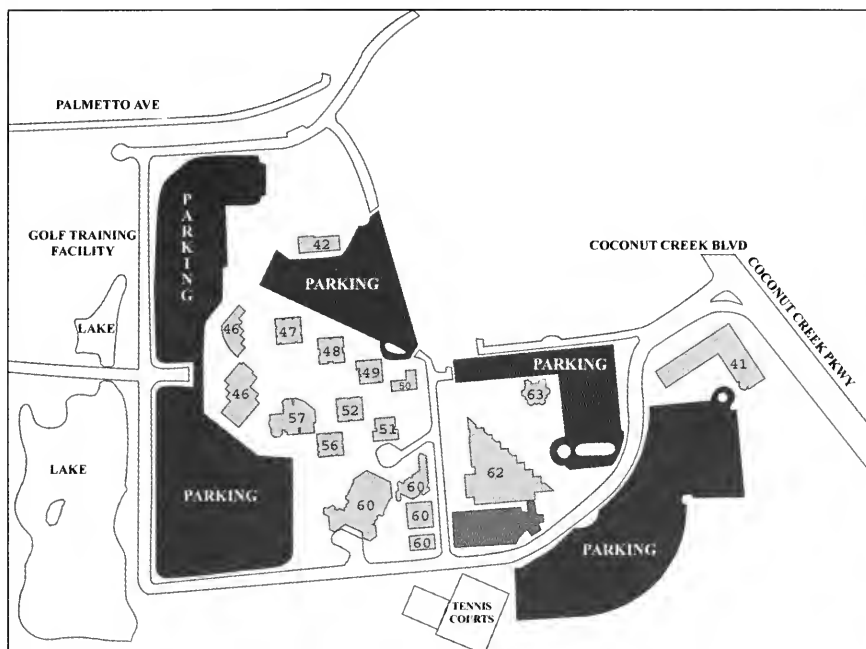 PALMETTO AVE
PARKING
GOLF TRAINING
FACILITY
42
COCONUT CREEK BLVD
COCONUT CREEK PKWY
PARKING
LAKE
46
47
48
49
50
PARKING
41
46
63
57
52
51
56
LAKE
62
60
PARKING
60
60
60
PARKING
TENNIS
COURTS